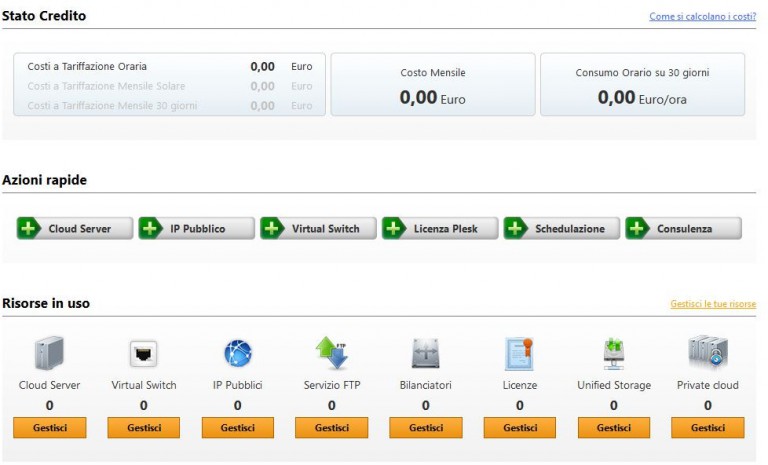 Stato Credito
Come si calcolano i costi?
Costi a Tariffazione Oraria 0,00 Euro
Costi a Tariffazione Mensile Solare 0,00 Euro
Costi a Tariffazione Mensile 30 giorni 0,00 Euro
Costo Mensile
0,00 Euro
Consumo Orario su 30 giorni
0,00 Euro/ora
Azioni rapide
Cloud Server
IP Pubblico
Virtual Switch
Licenza Plesk
Schedulazione
Consulenza
Risorse in uso
Gestisci le tue risorse
FTP
Cloud Server Virtual Switch IP Pubblici Servizio FTP Bilanciatori Licenze Unified Storage Private cloud
0 0 0 0 0 0 0 0
Gestisci Gestisci Gestisci Gestisci Gestisci Gestisci Gestisci Gestisci